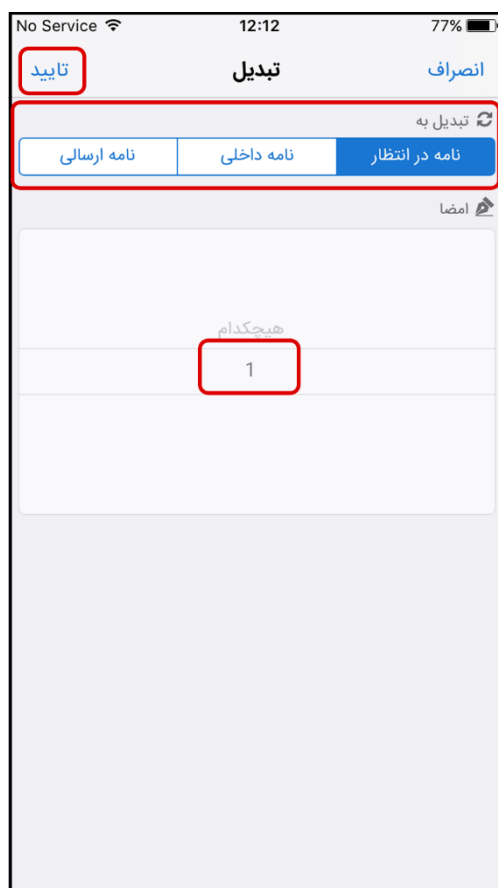 No Service 12:12 77%
انصراف تبدیل تایید
تبدیل به
نامه در انتظار نامه داخلی نامه ارسالی
امضا
هیچکدام
1